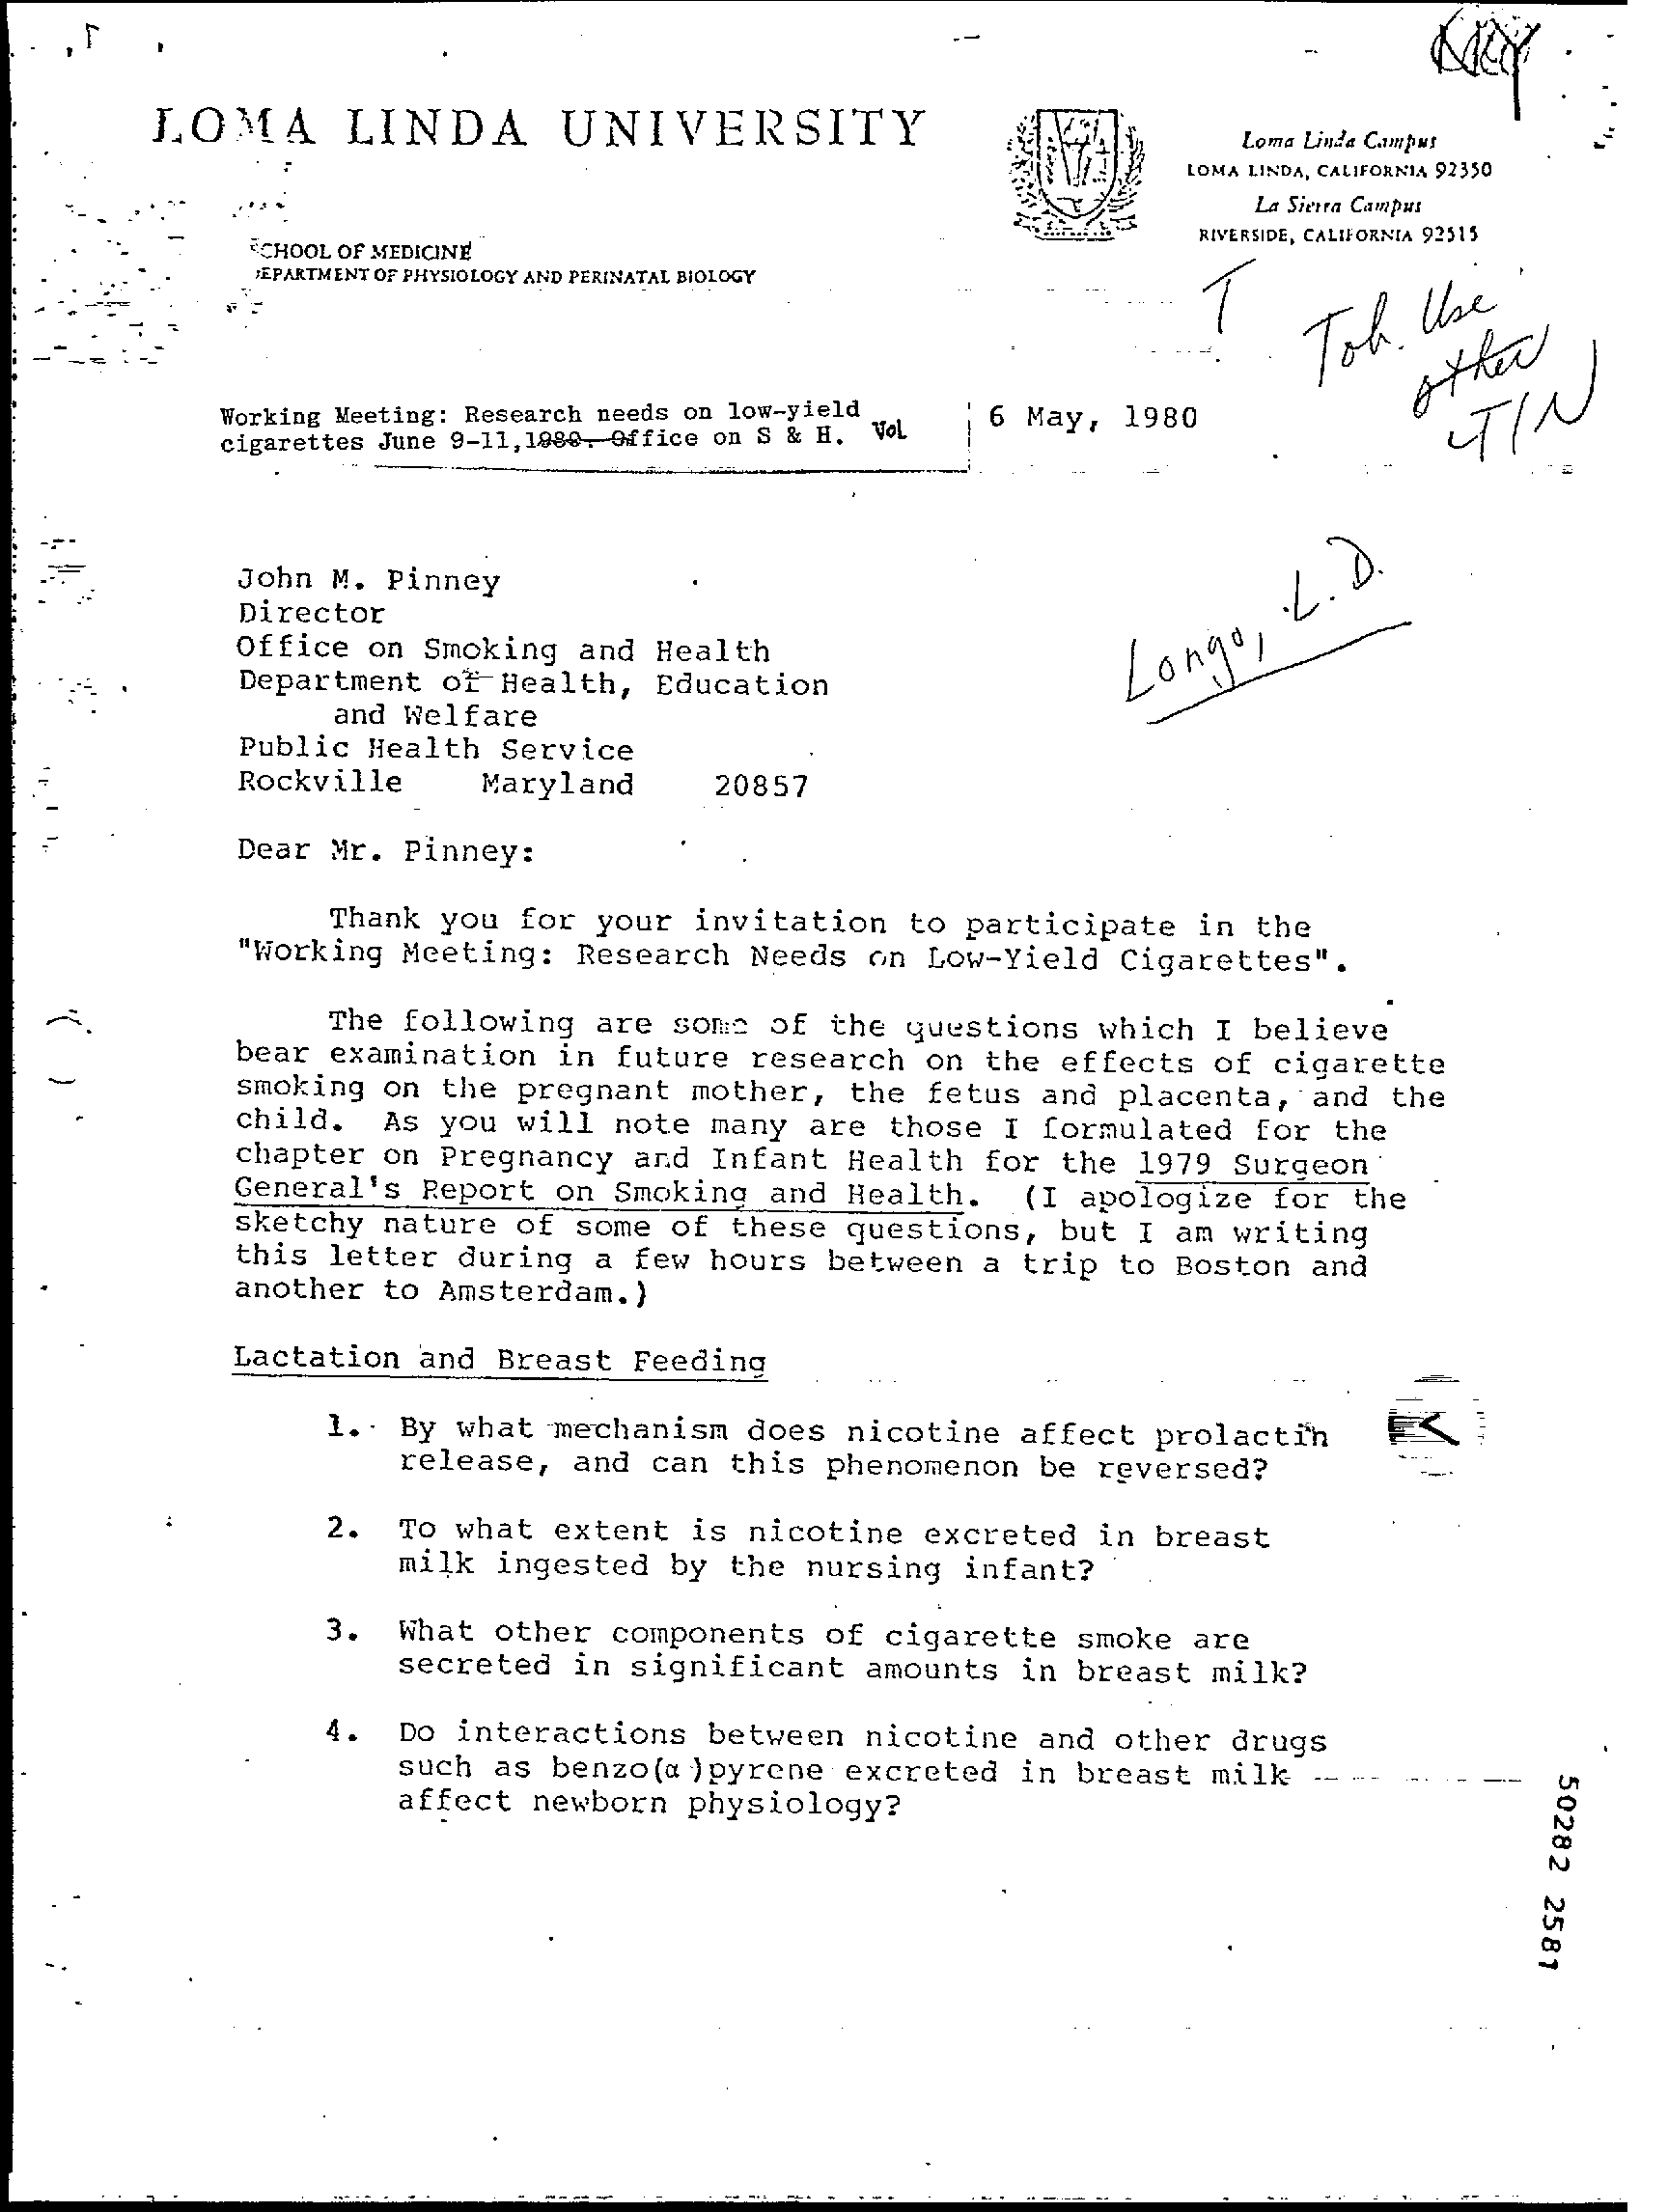 LOMA LINDA UNIVERSITY
Loma Linda Campus
LOMA LINDA, CALIFORNIA 92350
La Sierra Campus
RIVERSIDE, CALIFORNIA 92515
SCHOOL OF MEDICINE
DEPARTMENT OF PHYSIOLOGY AND PERINATAL BIOLOGY
T
Tob. Use
other
T/N
Working Meeting: Research needs on low-yield
cigarettes June 9-11,1980. Office on S & H. Vol
6 May, 1980
Longo, L.D.
John M. Pinney
Director
Office on Smoking and Health
Department of Health, Education
and Welfare
Public Health Service
Rockville Maryland 20857
Dear Mr. Pinney:
Thank you for your invitation to participate in the
"Working Meeting: Research Needs on Low-Yield Cigarettes".
The following are some of the questions which I believe
bear examination in future research on the effects of cigarette
smoking on the pregnant mother, the fetus and placenta, and the
child. As you will note many are those I formulated for the
chapter on Pregnancy and Infant Health for the 1979 Surgeon
General's Report on Smoking and Health. (I apologize for the
sketchy nature of some of these questions, but I am writing
this letter during a few hours between a trip to Boston and
another to Amsterdam.)
Lactation and Breast Feeding
1. By what mechanism does nicotine affect prolactin
release, and can this phenomenon be reversed?
2. To what extent is nicotine excreted in breast
milk ingested by the nursing infant?
3. What other components of cigarette smoke are
secreted in significant amounts in breast milk?
4. Do interactions between nicotine and other drugs
such as benzo(α)pyrene excreted in breast milk
affect newborn physiology?
50282 2581